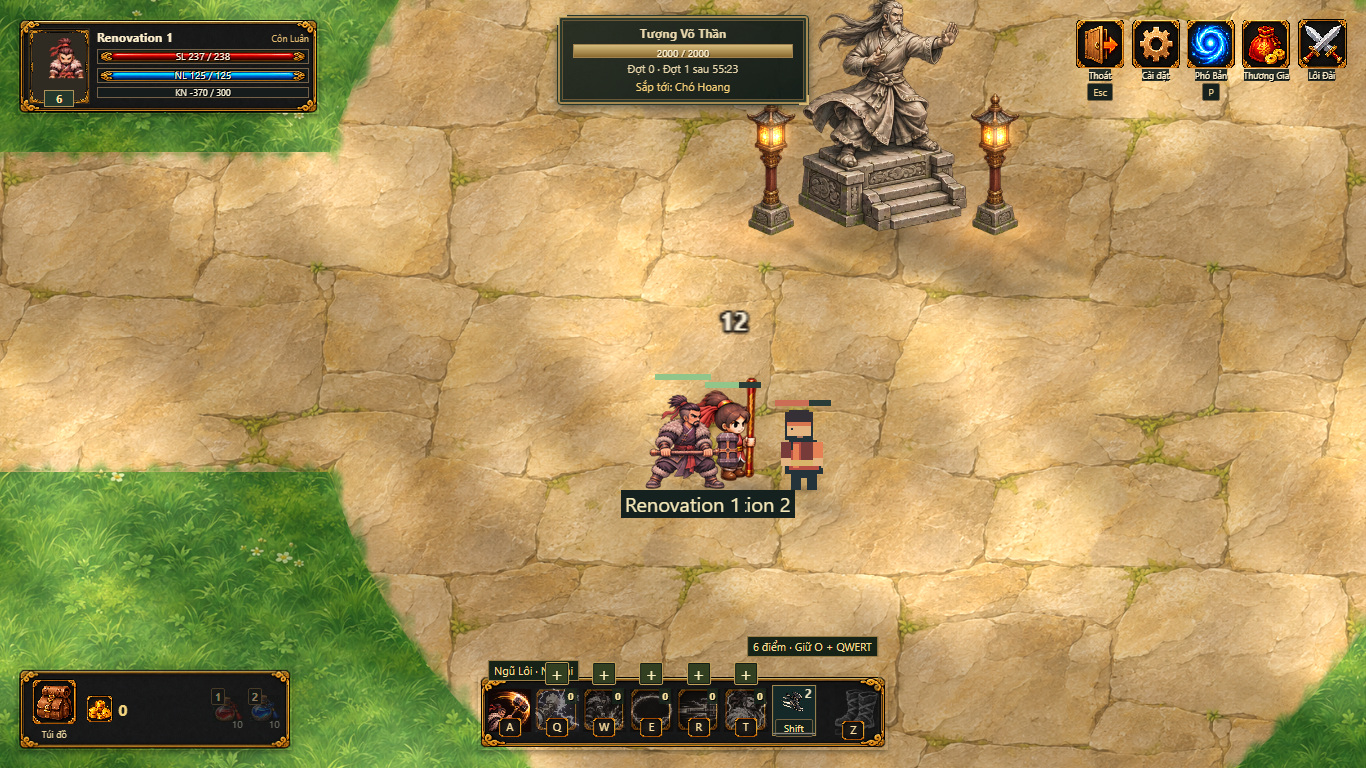 Renovation 1
Côn Luân
SL 237 / 238
NL 125 / 125
KN -370 / 300
6
Tượng Võ Thần
2000 / 2000
Đợt 0 · Đợt 1 sau 55:23
Sắp tới: Chó Hoang
Thoát
Cài đặt
Phó Bản
Thương Gia
Lôi Đài
Esc
P
12
Renovation 1
ion 2
6 điểm · Giữ O + QWERT
Ngũ Lôi ·
+ + + + +
0 0 0 0 0 2
A Q W E R T Shift Z
Túi đồ
0
1 2
10 10